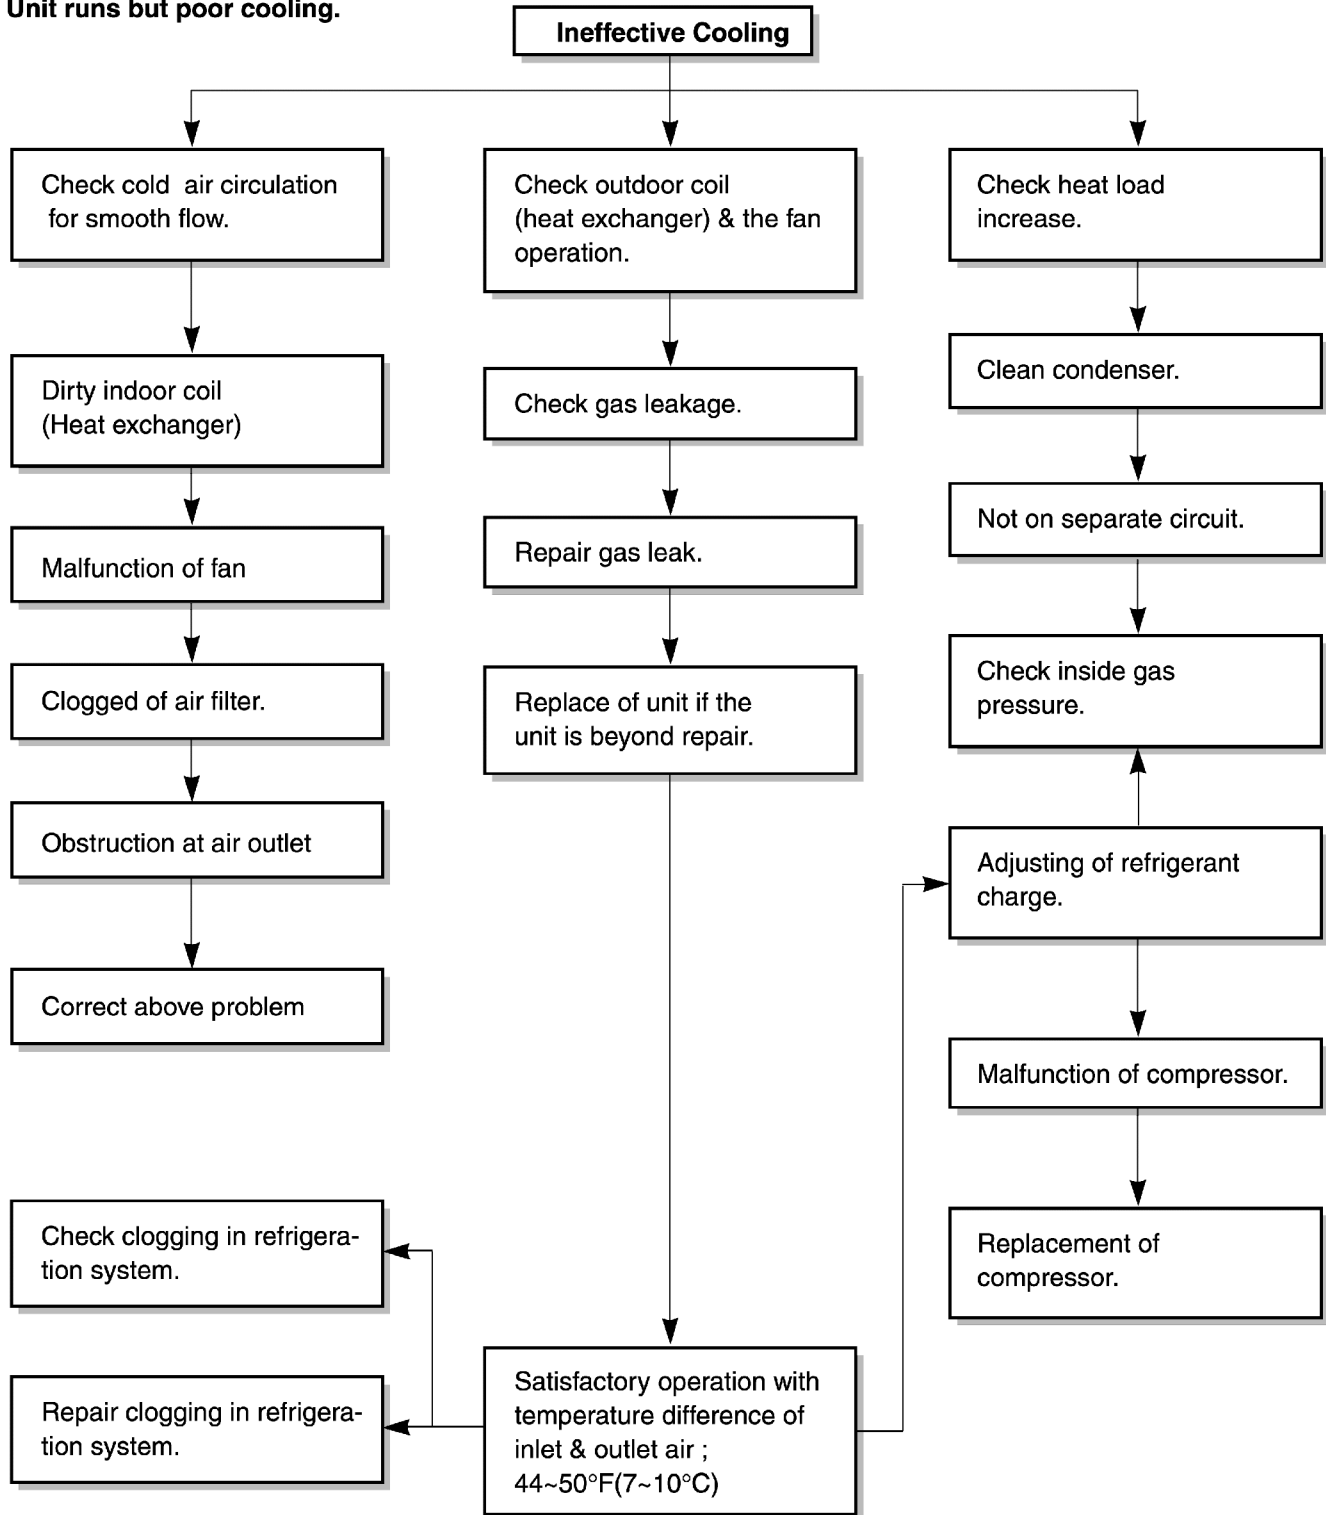 Unit runs but poor cooling.
Ineffective Cooling
Check cold air circulation
for smooth flow.
Dirty indoor coil
(Heat exchanger)
Malfunction of fan
Clogged of air filter.
Obstruction at air outlet
Correct above problem
Check clogging in refrigera-
tion system.
Repair clogging in refrigera-
tion system.
Check outdoor coil
(heat exchanger) & the fan
operation.
Check gas leakage.
Repair gas leak.
Replace of unit if the
unit is beyond repair.
Satisfactory operation with
temperature difference of
inlet & outlet air ;
44~50°F(7~10°C)
Check heat load
increase.
Clean condenser.
Not on separate circuit.
Check inside gas
pressure.
Adjusting of refrigerant
charge.
Malfunction of compressor.
Replacement of
compressor.